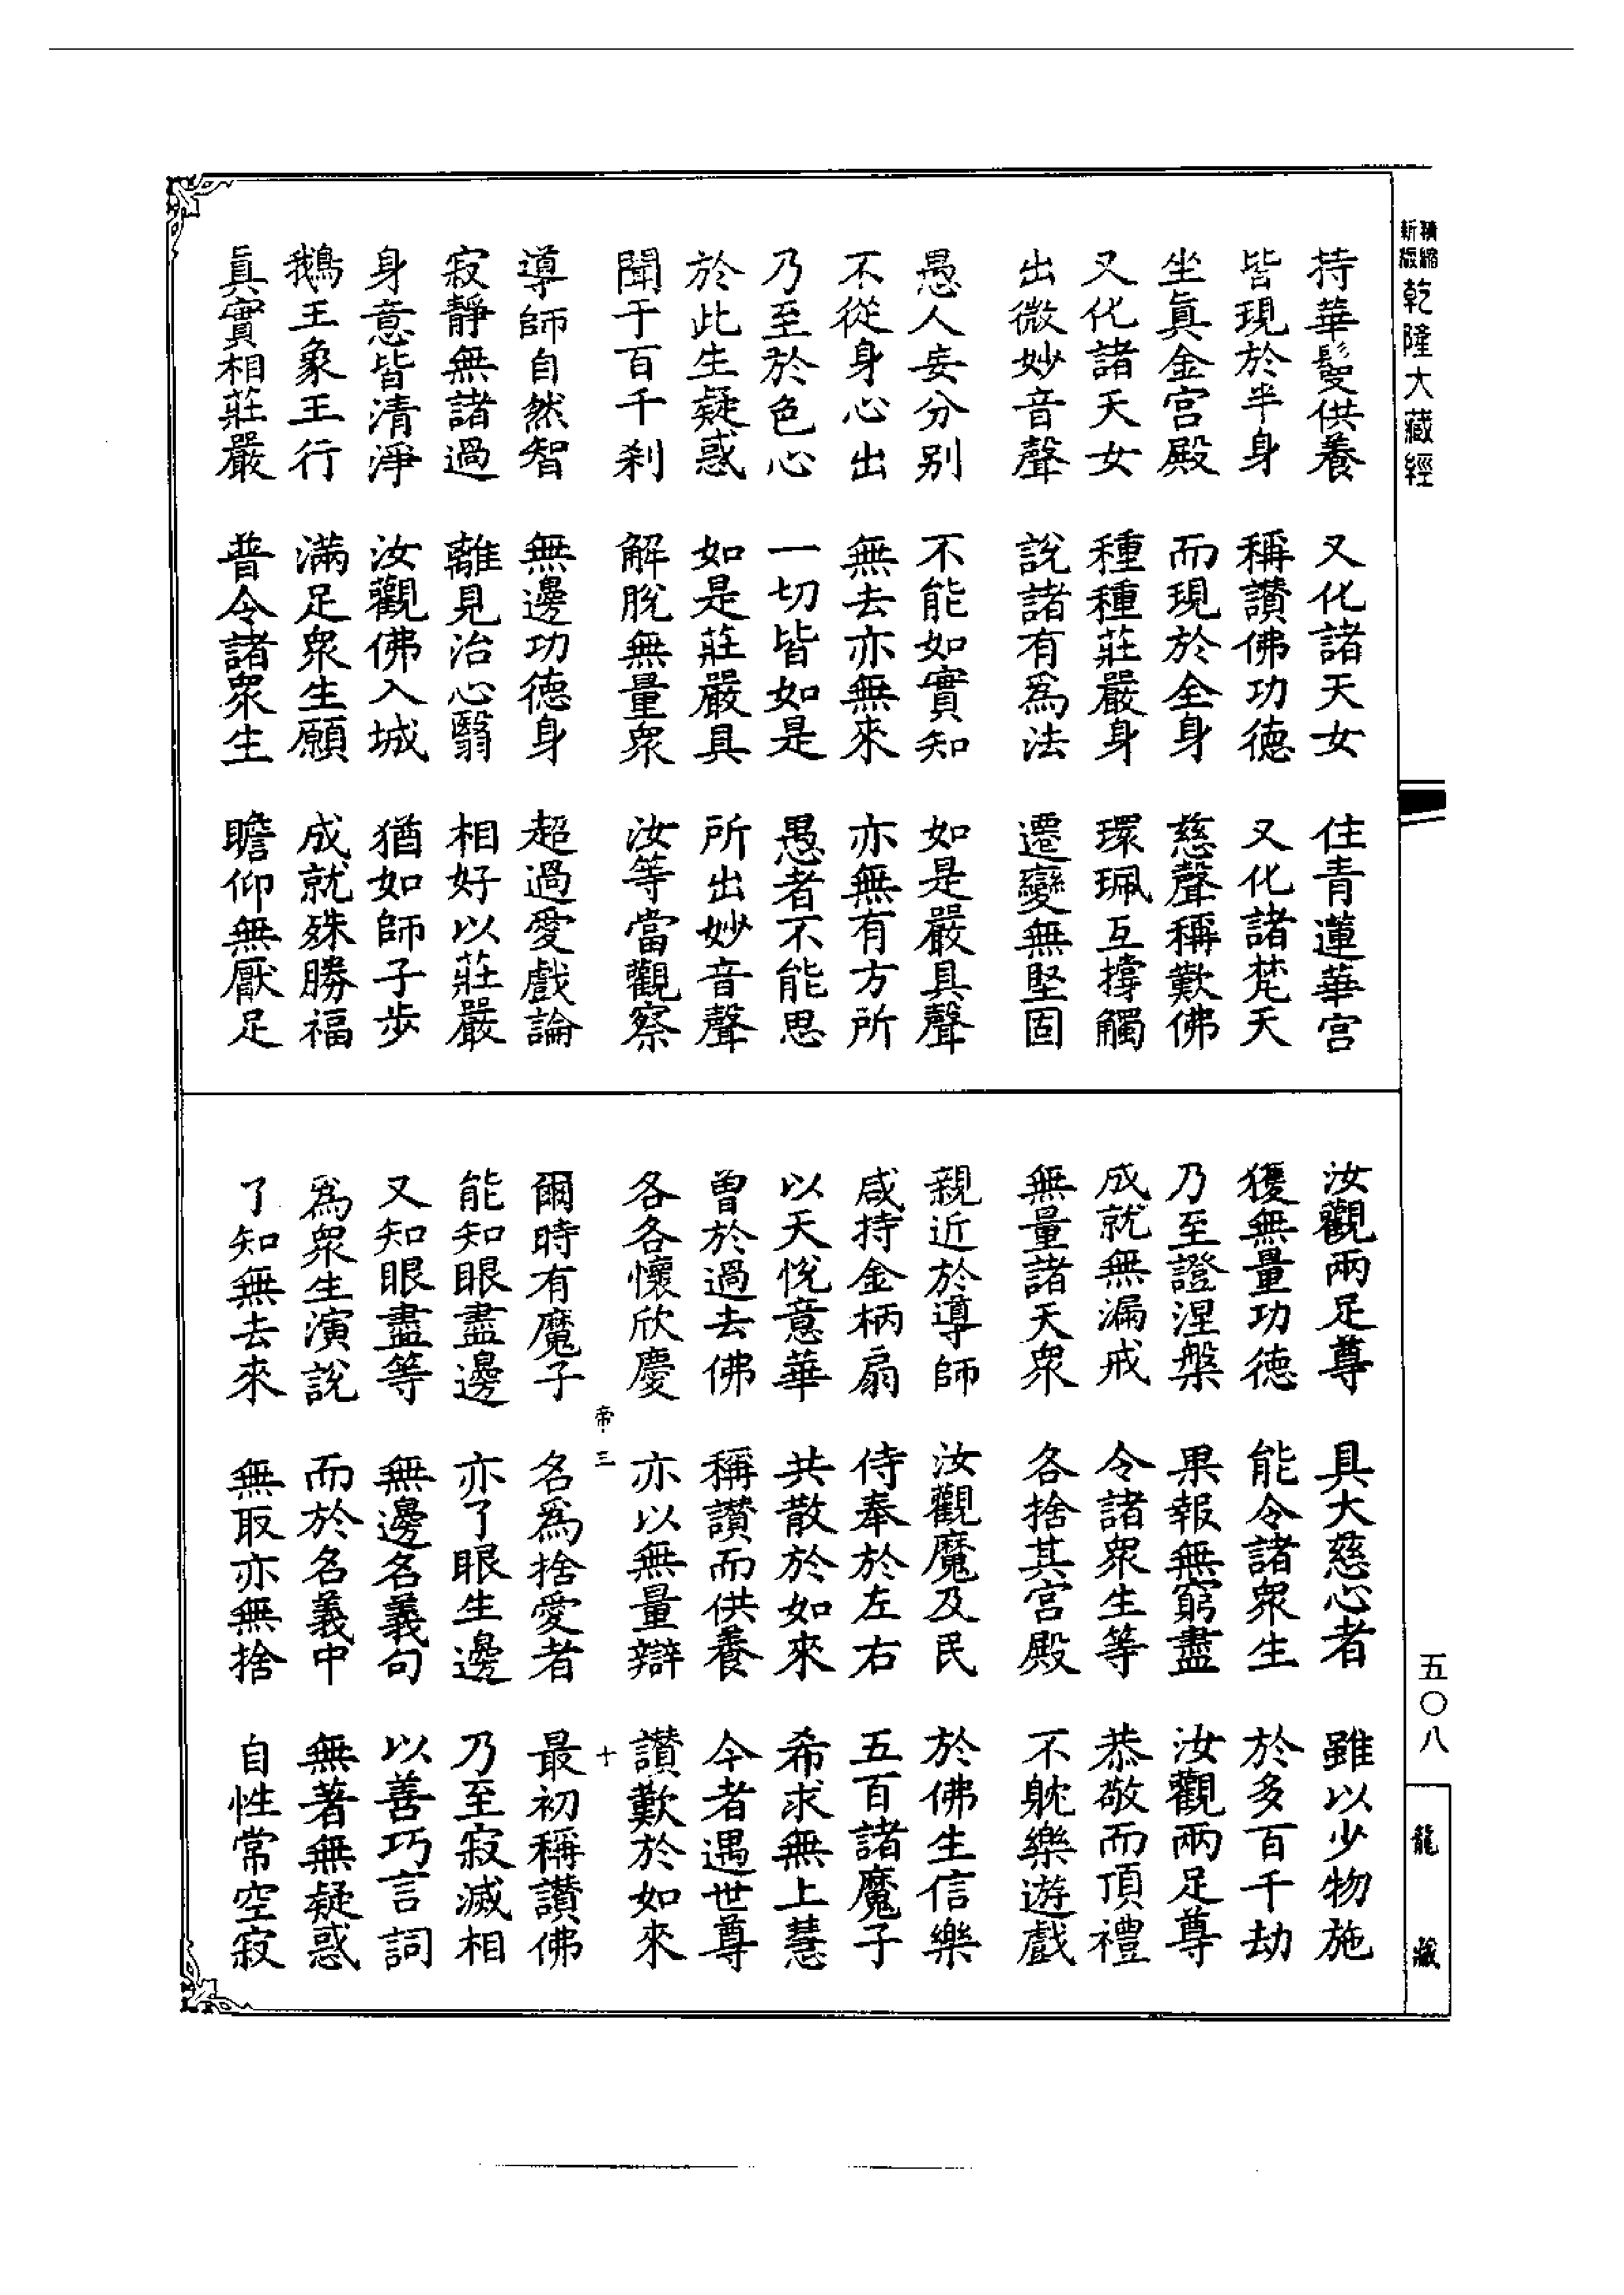 精縮新版乾隆大藏經
持華鬘供養　又化諸天女　住青蓮華宮
皆現於半身　稱讚佛功德　又化諸梵天
坐眞金宮殿　而現於全身　慈聲稱歎佛
又化諸天女　種種莊嚴身　環珮互撐觸
出微妙音聲　說諸有爲法　遷變無堅固
愚人妄分别　不能如實知　如是嚴具聲
不從身心出　無去亦無來　亦無有方所
乃至於色心　一切皆如是　愚者不能思
於此生疑惑　如是莊嚴具　所出妙音聲
聞于百千刹　解脫無量衆　汝等當觀察
導師自然智　無邊功德身　超過愛戲論
寂靜無諸過　離見治心翳　相好以莊嚴
身意皆清淨　汝觀佛入城　猶如師子步
鵝王象王行　滿足衆生願　成就殊勝福
眞實相莊嚴　普令諸衆生　瞻仰無厭足
汝觀兩足尊　具大慈心者　雖以少物施
獲無量功德　能令諸衆生　於多百千劫
乃至證涅槃　果報無窮盡　汝觀兩足尊
成就無漏戒　令諸衆生等　恭敬而頂禮
無量諸天衆　各捨其宮殿　不躭樂遊戲
親近於導師　汝觀魔及民　於佛生信樂
咸持金柄扇　侍奉於左右　五百諸魔子
以天悅意華　共散於如來　希求無上慧
曾於過去佛　稱讚而供養　今者遇世尊
各各懷欣慶　亦以無量辯　讃歎於如來
帝三　十
爾時有魔子　名爲捨愛者　最初稱讚佛
能知眼盡邊　亦了眼生邊　乃至寂滅相
又知眼盡等　無邊名義句　以善巧言詞
爲衆生演說　而於名義中　無著無疑惑
了知無去來　無取亦無捨　自性常空寂
五〇八
龍藏